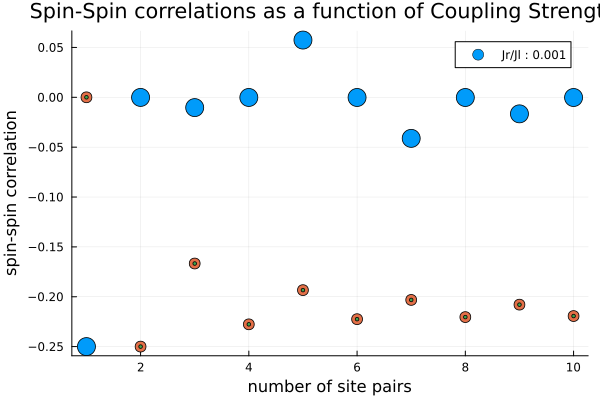 Spin-Spin correlations as a function of Coupling Strengt
Jr/Jl : 0.001
0.05
0.00
−0.05
−0.10
−0.15
−0.20
−0.25
spin-spin correlation
2 4 6 8 10
number of site pairs